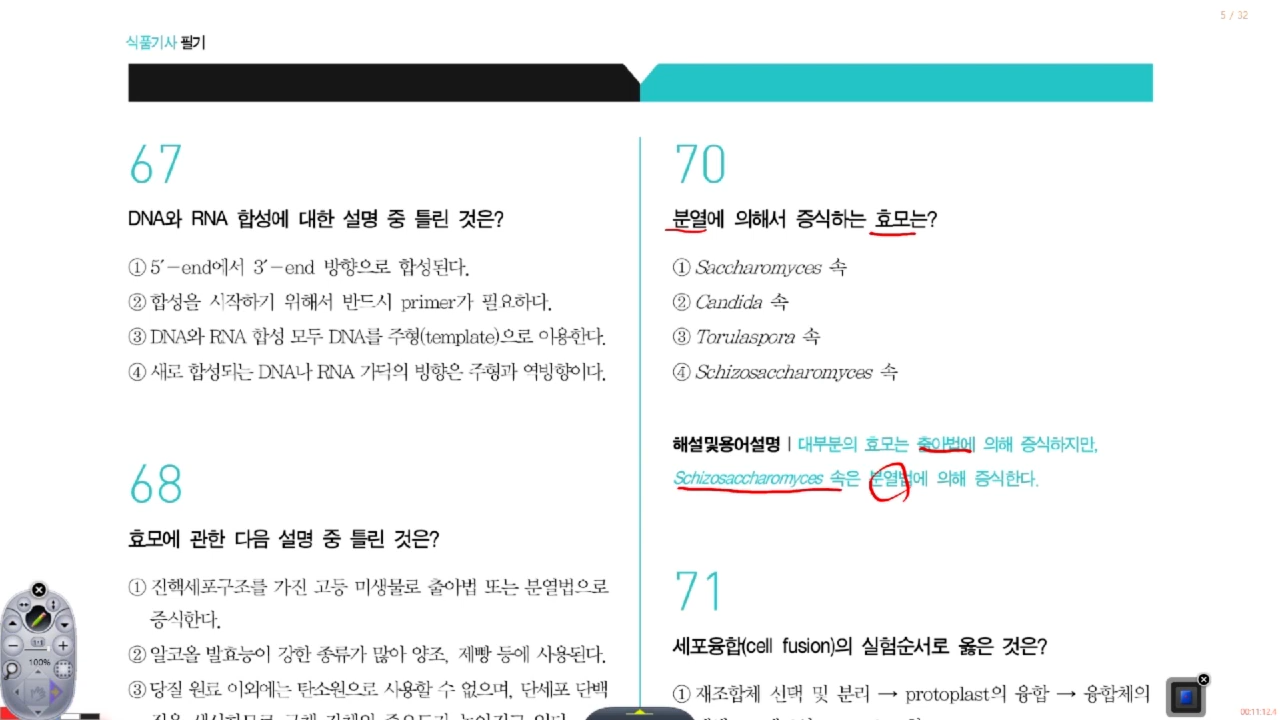 5 / 32
식품기사 필기
67
DNA와 RNA 합성에 대한 설명 중 틀린 것은?
① 5′-end에서 3′-end 방향으로 합성된다.
② 합성을 시작하기 위해서 반드시 primer가 필요하다.
③ DNA와 RNA 합성 모두 DNA를 주형(template)으로 이용한다.
④ 새로 합성되는 DNA나 RNA 가닥의 방향은 주형과 역방향이다.
68
효모에 관한 다음 설명 중 틀린 것은?
① 진핵세포구조를 가진 고등 미생물로 출아법 또는 분열법으로
증식한다.
② 알코올 발효능이 강한 종류가 많아 양조, 제빵 등에 사용된다.
③ 당질 원료 이외에는 탄소원으로 사용할 수 없으며, 단세포 단백
70
분열에 의해서 증식하는 효모는?
① Saccharomyces 속
② Candida 속
③ Torulaspora 속
④ Schizosaccharomyces 속
해설및용어설명 | 대부분의 효모는 출아법에 의해 증식하지만,
Schizosaccharomyces 속은 분열법에 의해 증식한다.
71
세포융합(cell fusion)의 실험순서로 옳은 것은?
① 재조합체 선택 및 분리 → protoplast의 융합 → 융합체의
100%
00:11:12.4